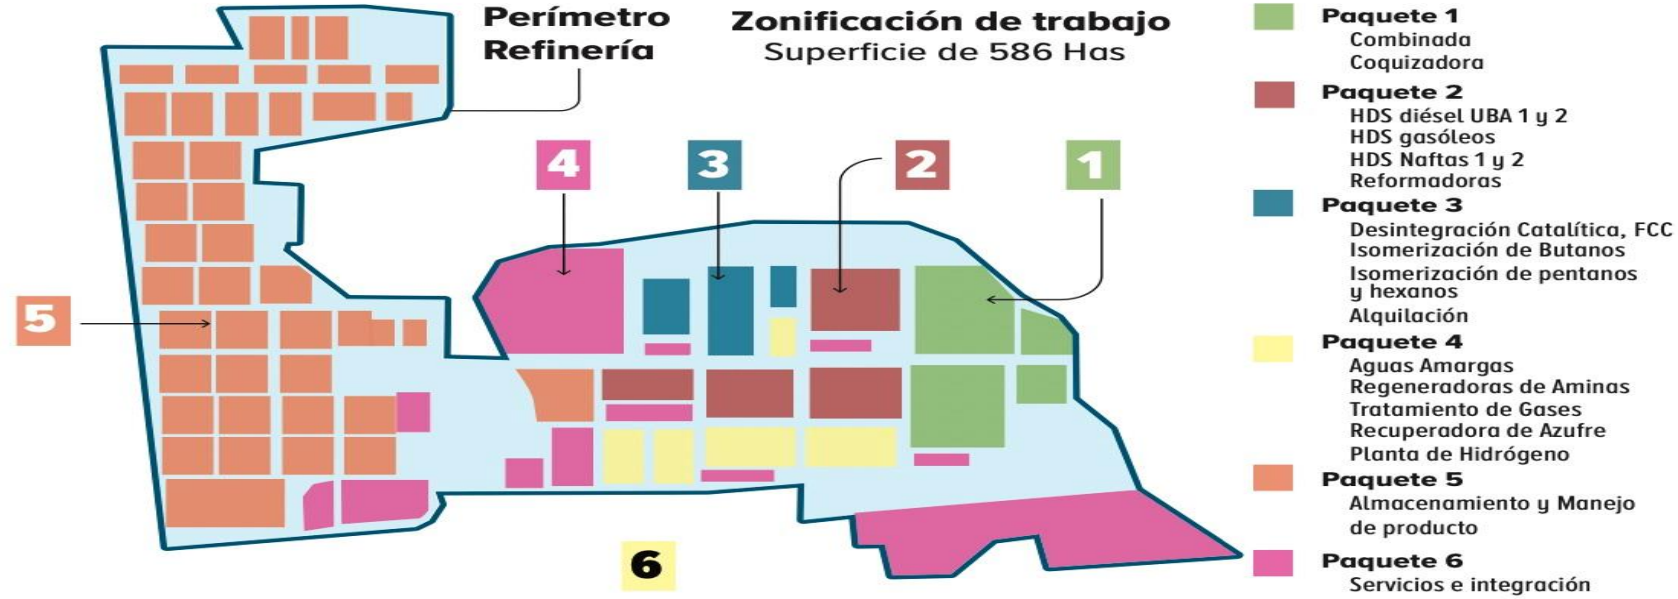 Perímetro
Refinería
Zonificación de trabajo
Superficie de 586 Has
4
3
2
1
5
6
Paquete 1
Combinada
Coquizadora
Paquete 2
HDS diésel UBA 1 y 2
HDS gasóleos
HDS Naftas 1 y 2
Reformadoras
Paquete 3
Desintegración Catalítica, FCC
Isomerización de Butanos
Isomerización de pentanos
y hexanos
Alquilación
Paquete 4
Aguas Amargas
Regeneradoras de Aminas
Tratamiento de Gases
Recuperadora de Azufre
Planta de Hidrógeno
Paquete 5
Almacenamiento y Manejo
de producto
Paquete 6
Servicios e integración